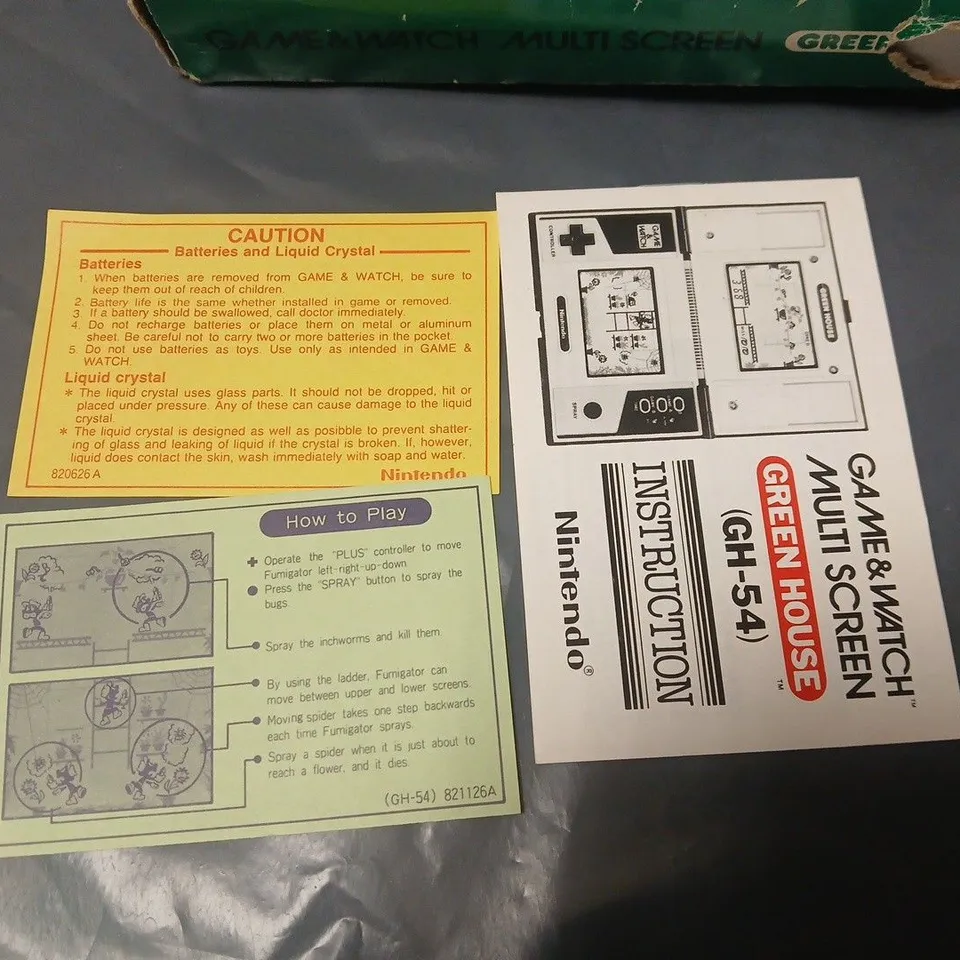 GAME & WATCH MULTI SCREEN
CAUTION
Batteries and Liquid Crystal
Batteries
1. When batteries are removed from GAME & WATCH, be sure to
keep them out of reach of children.
2. Battery life is the same whether installed in game or removed.
3. If a battery should be swallowed, call doctor immediately.
4. Do not recharge batteries or place them on metal or aluminum
sheet. Be careful not to carry two or more batteries in the pocket.
5. Do not use batteries as toys. Use only as intended in GAME &
WATCH.
Liquid crystal
* The liquid crystal uses glass parts. It should not be dropped, hit or
placed under pressure. Any of these can cause damage to the liquid
crystal.
* The liquid crystal is designed as well as posibble to prevent shatter-
ing of glass and leaking of liquid if the crystal is broken. If, however,
liquid does contact the skin, wash immediately with soap and water.
820626A
Nintendo
How to Play
✚ Operate the "PLUS" controller to move
Fumigator left-right-up-down
● Press the "SPRAY" button to spray the
bugs.
Spray the inchworms and kill them.
By using the ladder, Fumigator can
move between upper and lower screens.
Moving spider takes one step backwards
each time Fumigator sprays.
Spray a spider when it is just about to
reach a flower, and it dies.
(GH-54) 821126A
GAME & WATCH
CONTROLLER
Nintendo
SPRAY
GREEN HOUSE
368
GAME&WATCH™
MULTI SCREEN
GREEN HOUSE™
(GH-54)
INSTRUCTION
Nintendo®